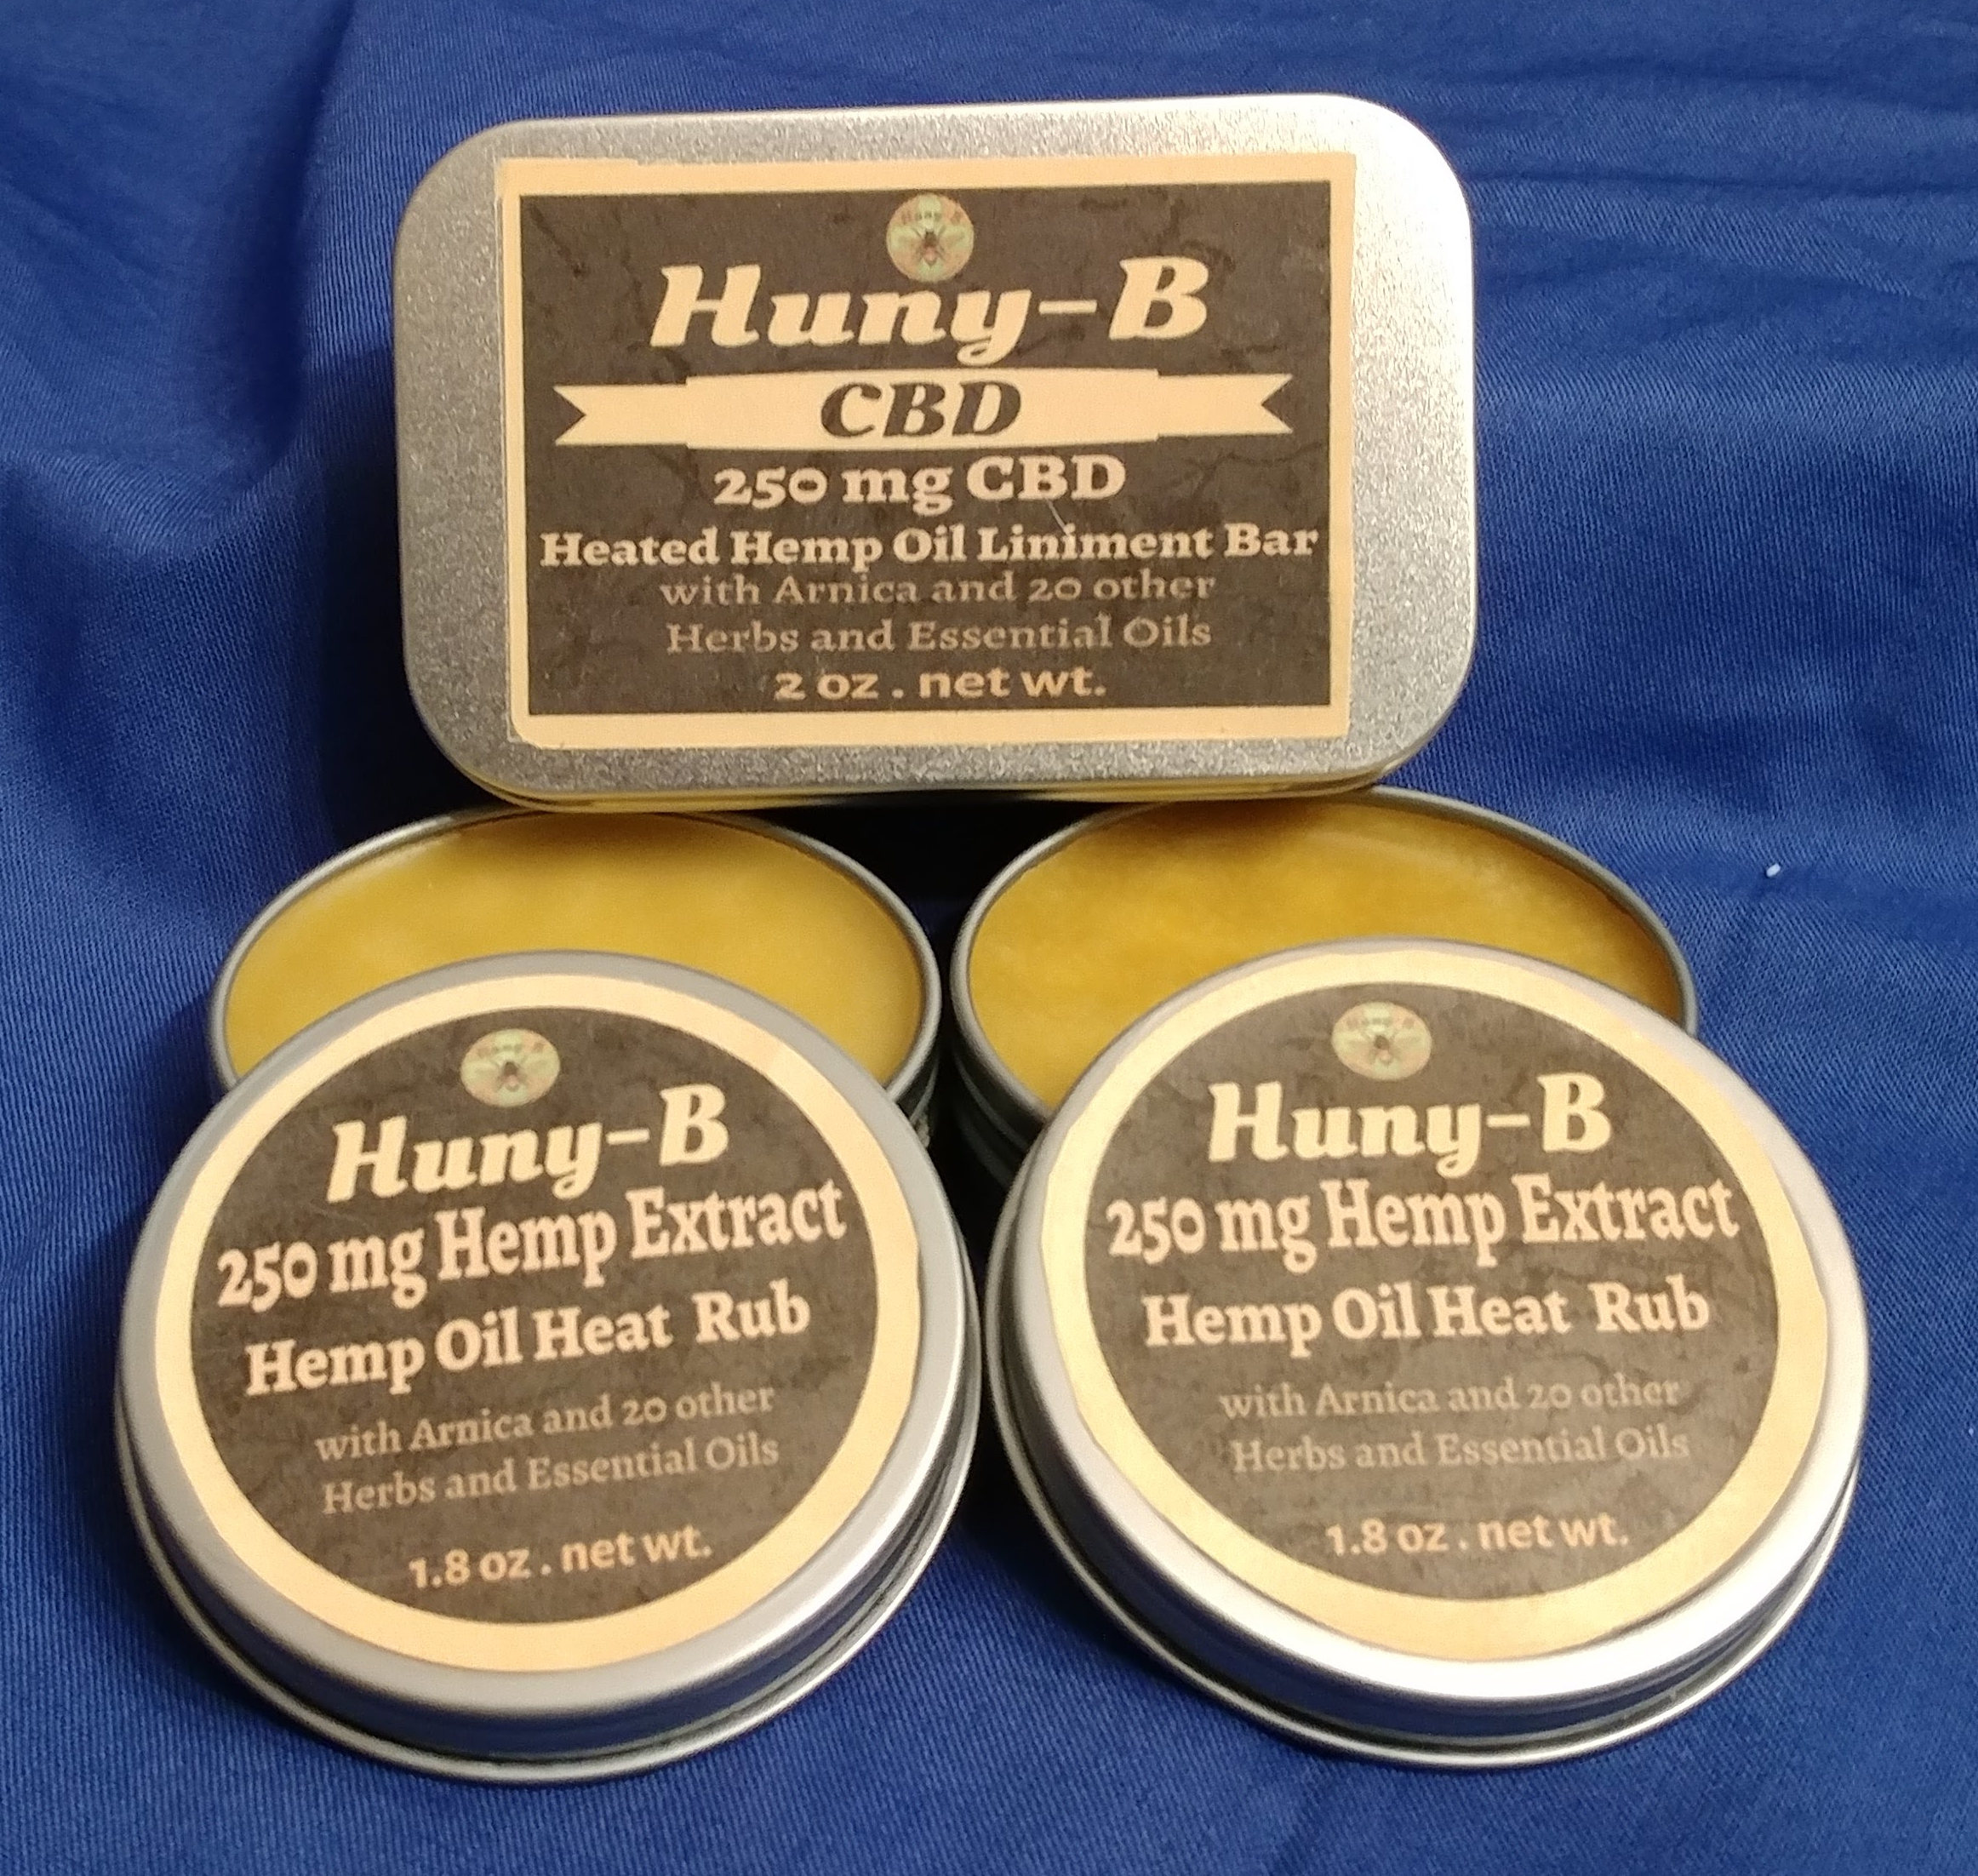 Huny-B
Huny-B
CBD
250 mg CBD
Heated Hemp Oil Liniment Bar
with Arnica and 20 other
Herbs and Essential Oils
2 oz . net wt.
Huny-B
Huny-B
250 mg Hemp Extract
Hemp Oil Heat Rub
with Arnica and 20 other
Herbs and Essential Oils
1.8 oz . net wt.
Huny-B
Huny-B
250 mg Hemp Extract
Hemp Oil Heat Rub
with Arnica and 20 other
Herbs and Essential Oils
1.8 oz . net wt.